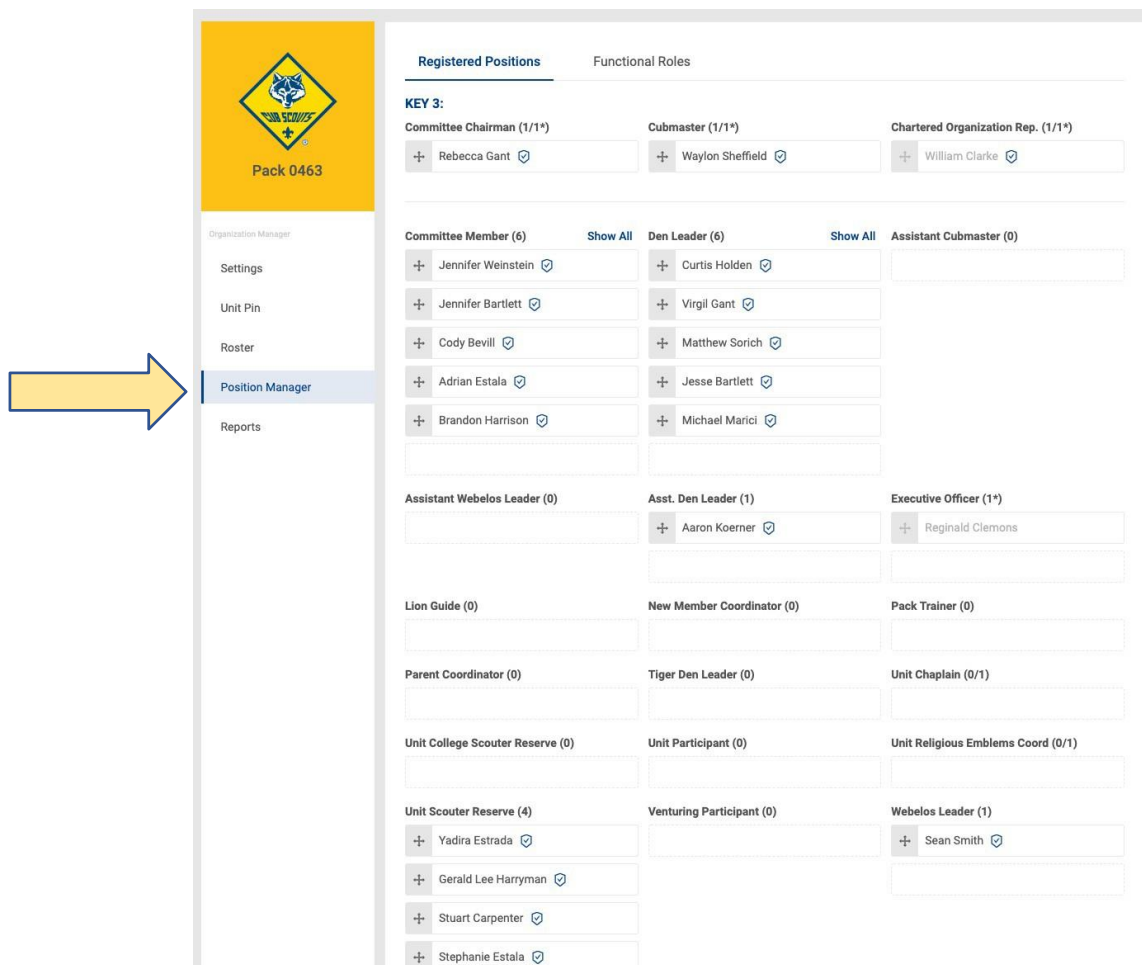 CUB SCOUTS
®
Pack 0463
Organization Manager
Settings
Unit Pin
Roster
Position Manager
Reports
Registered Positions Functional Roles
KEY 3:
Committee Chairman (1/1*) Cubmaster (1/1*) Chartered Organization Rep. (1/1*)
Rebecca Gant Waylon Sheffield William Clarke
Committee Member (6) Show All Den Leader (6) Show All Assistant Cubmaster (0)
Jennifer Weinstein Curtis Holden
Jennifer Bartlett Virgil Gant
Cody Bevill Matthew Sorich
Adrian Estala Jesse Bartlett
Brandon Harrison Michael Marici
Assistant Webelos Leader (0) Asst. Den Leader (1) Executive Officer (1*)
Aaron Koerner Reginald Clemons
Lion Guide (0) New Member Coordinator (0) Pack Trainer (0)
Parent Coordinator (0) Tiger Den Leader (0) Unit Chaplain (0/1)
Unit College Scouter Reserve (0) Unit Participant (0) Unit Religious Emblems Coord (0/1)
Unit Scouter Reserve (4) Venturing Participant (0) Webelos Leader (1)
Yadira Estrada Sean Smith
Gerald Lee Harryman
Stuart Carpenter
Stephanie Estala